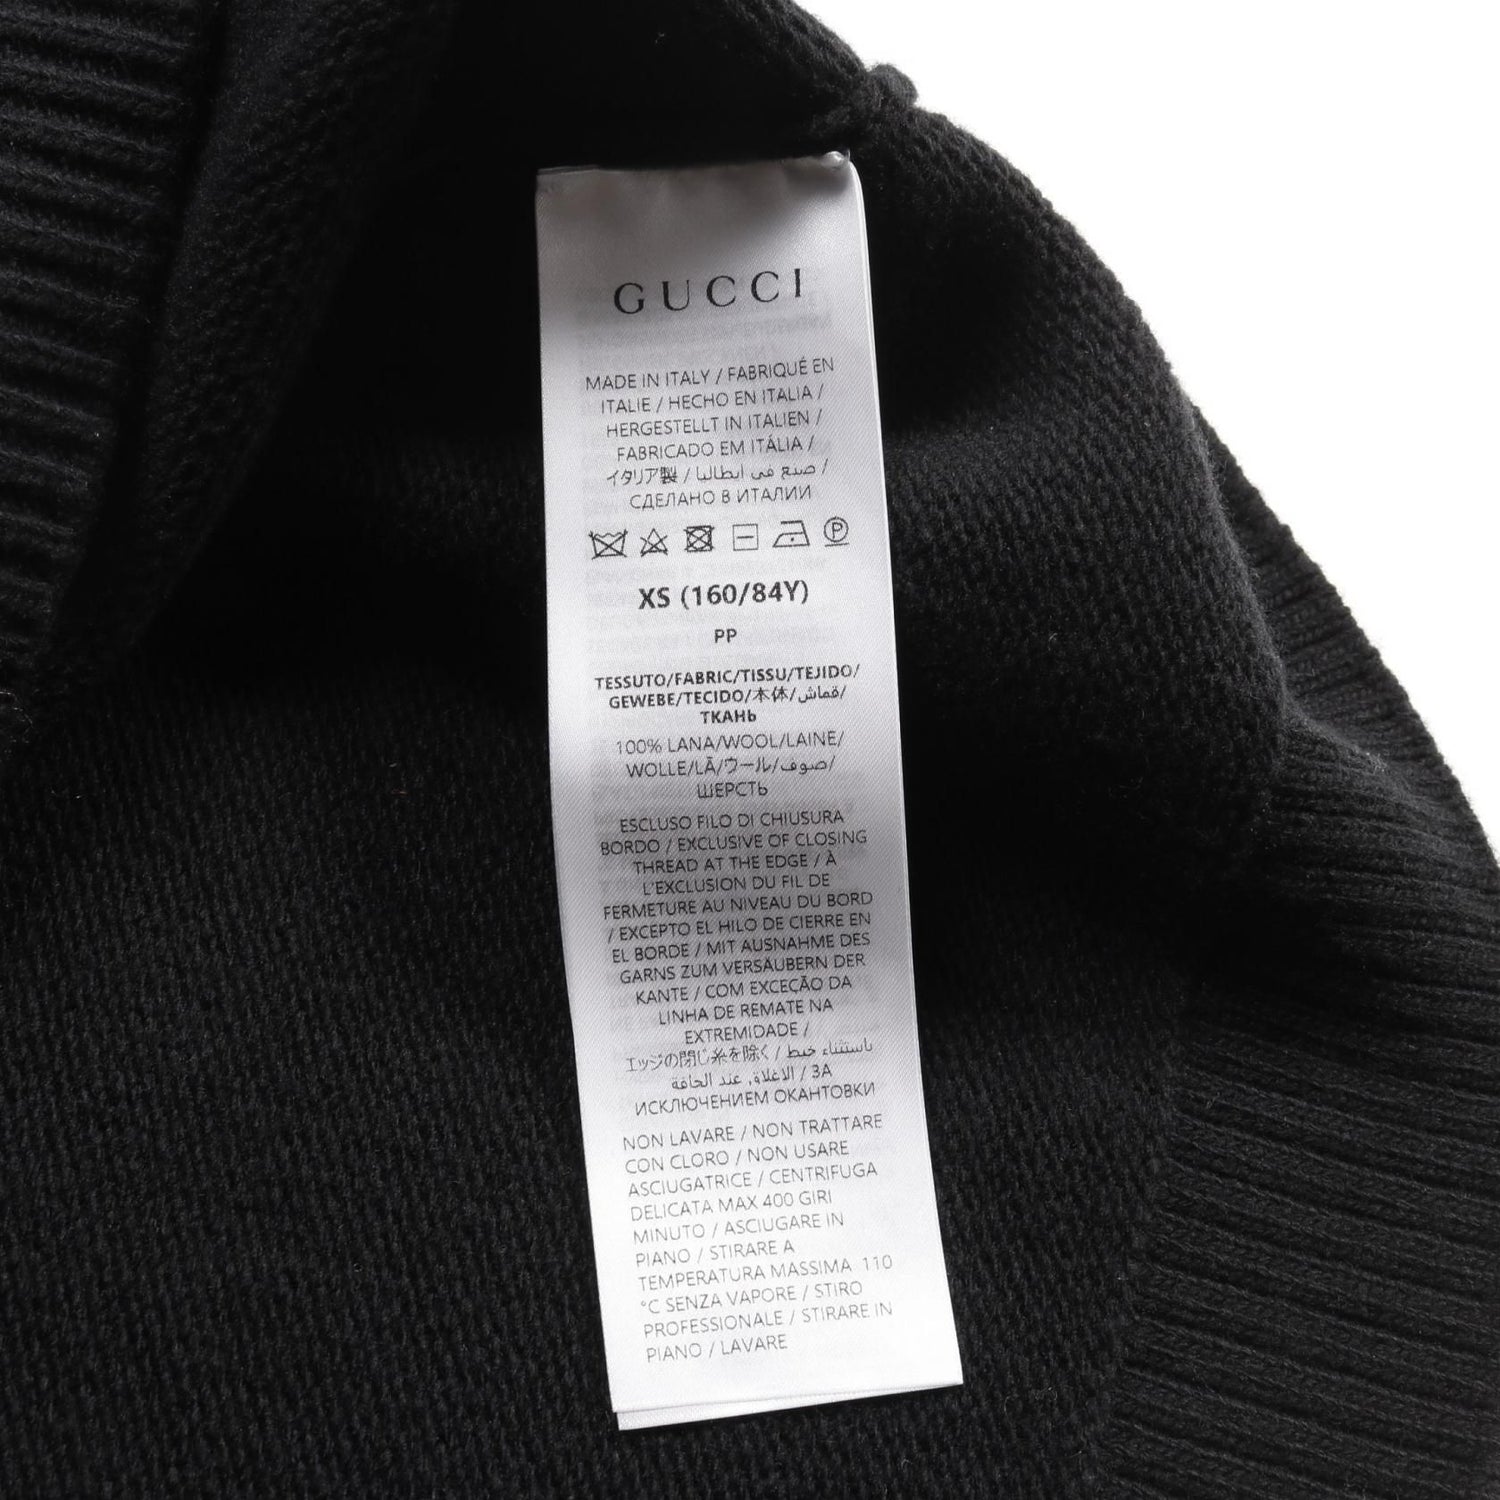 GUCCI
MADE IN ITALY / FABRIQUÉ EN
ITALIE / HECHO EN ITALIA /
HERGESTELLT IN ITALIEN /
FABRICADO EM ITÁLIA /
イタリア製 / صنع في ايطاليا /
СДЕЛАНО В ИТАЛИИ
P
XS (160/84Y)
PP
TESSUTO/FABRIC/TISSU/TEJIDO/
GEWEBE/TECIDO/本体/قماش/
ТКАНЬ
100% LANA/WOOL/LAINE/
WOLLE/LÃ/ウール/صوف/
ШЕРСТЬ
ESCLUSO FILO DI CHIUSURA
BORDO / EXCLUSIVE OF CLOSING
THREAD AT THE EDGE / À
L'EXCLUSION DU FIL DE
FERMETURE AU NIVEAU DU BORD
/ EXCEPTO EL HILO DE CIERRE EN
EL BORDE / MIT AUSNAHME DES
GARNS ZUM VERSÄUBERN DER
KANTE / COM EXCEÇÃO DA
LINHA DE REMATE NA
EXTREMIDADE /
エッジの閉じ糸を除く / باستثناء خيط
الاغلاق, عند الحافة / ЗА
ИСКЛЮЧЕНИЕМ ОКАНТОВКИ
NON LAVARE / NON TRATTARE
CON CLORO / NON USARE
ASCIUGATRICE / CENTRIFUGA
DELICATA MAX 400 GIRI
MINUTO / ASCIUGARE IN
PIANO / STIRARE A
TEMPERATURA MASSIMA 110
°C SENZA VAPORE / STIRO
PROFESSIONALE / STIRARE IN
PIANO / LAVARE